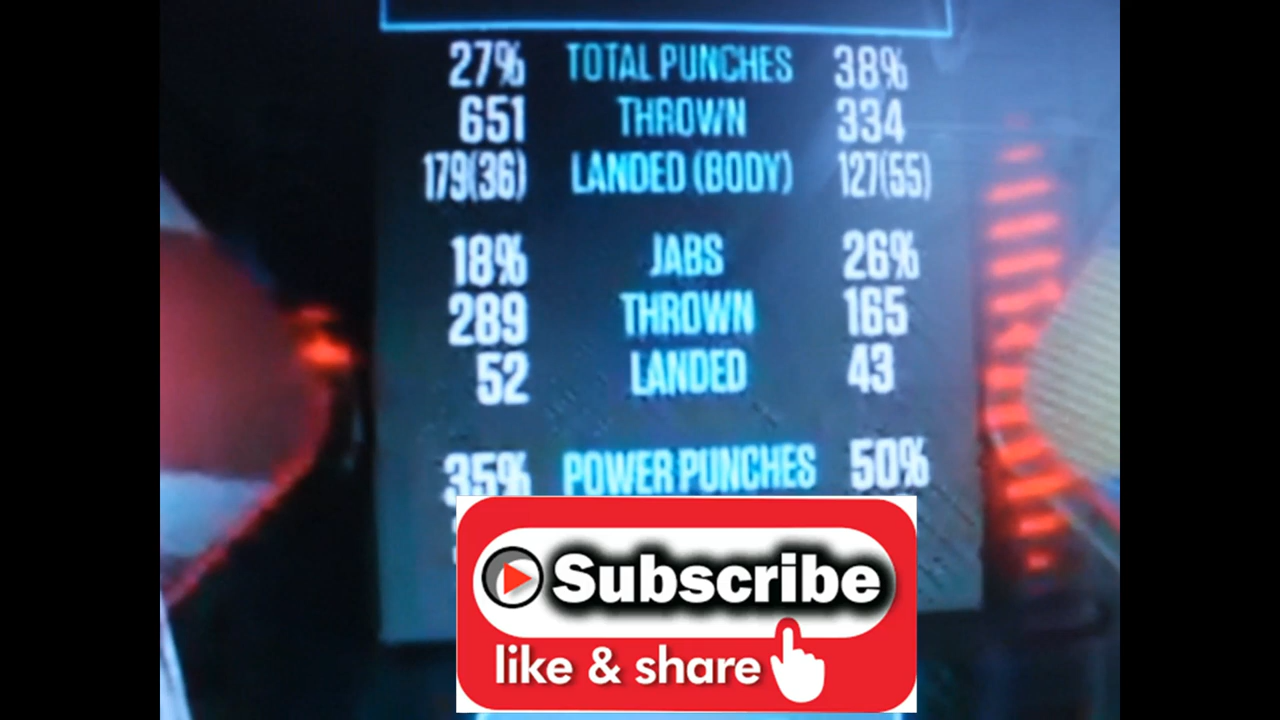 27% TOTAL PUNCHES 38%
651 THROWN 334
179(36) LANDED (BODY) 127(55)
18% JABS 26%
289 THROWN 165
52 LANDED 43
35% POWER PUNCHES 50%
Subscribe
like & share